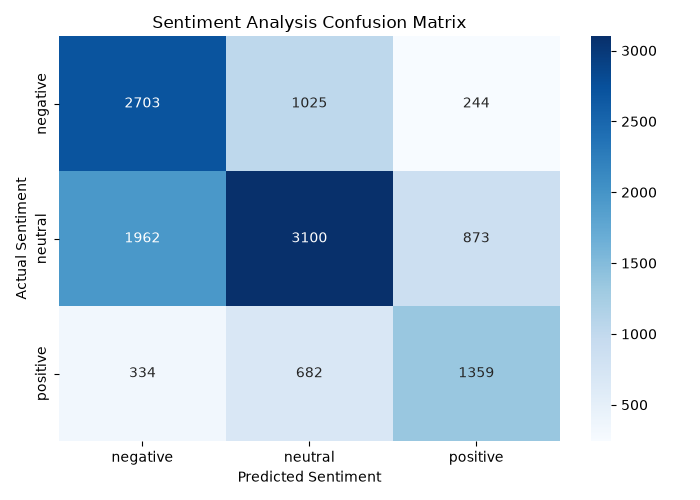 Sentiment Analysis Confusion Matrix
negative 2703 1025 244
neutral 1962 3100 873
positive 334 682 1359
negative neutral positive
Predicted Sentiment
Actual Sentiment
3000
2500
2000
1500
1000
500